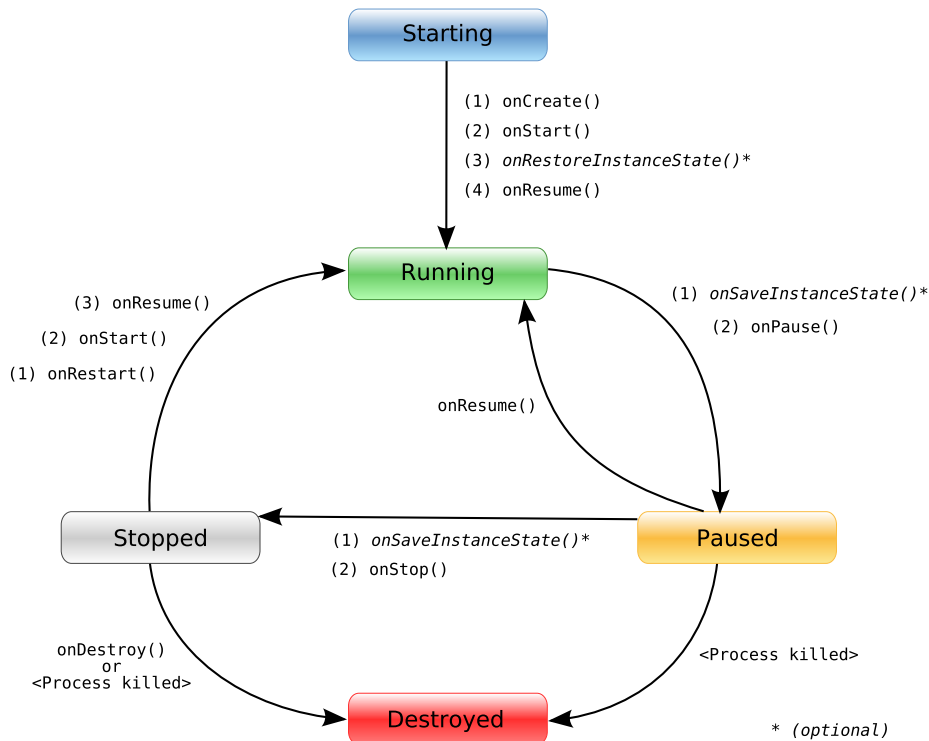 Starting
(1) onCreate()
(2) onStart()
(3) onRestoreInstanceState()*
(4) onResume()
Running
(3) onResume()
(2) onStart()
(1) onRestart()
(1) onSaveInstanceState()*
(2) onPause()
onResume()
Stopped
Paused
(1) onSaveInstanceState()*
(2) onStop()
onDestroy()
or
<Process killed>
<Process killed>
Destroyed
* (optional)